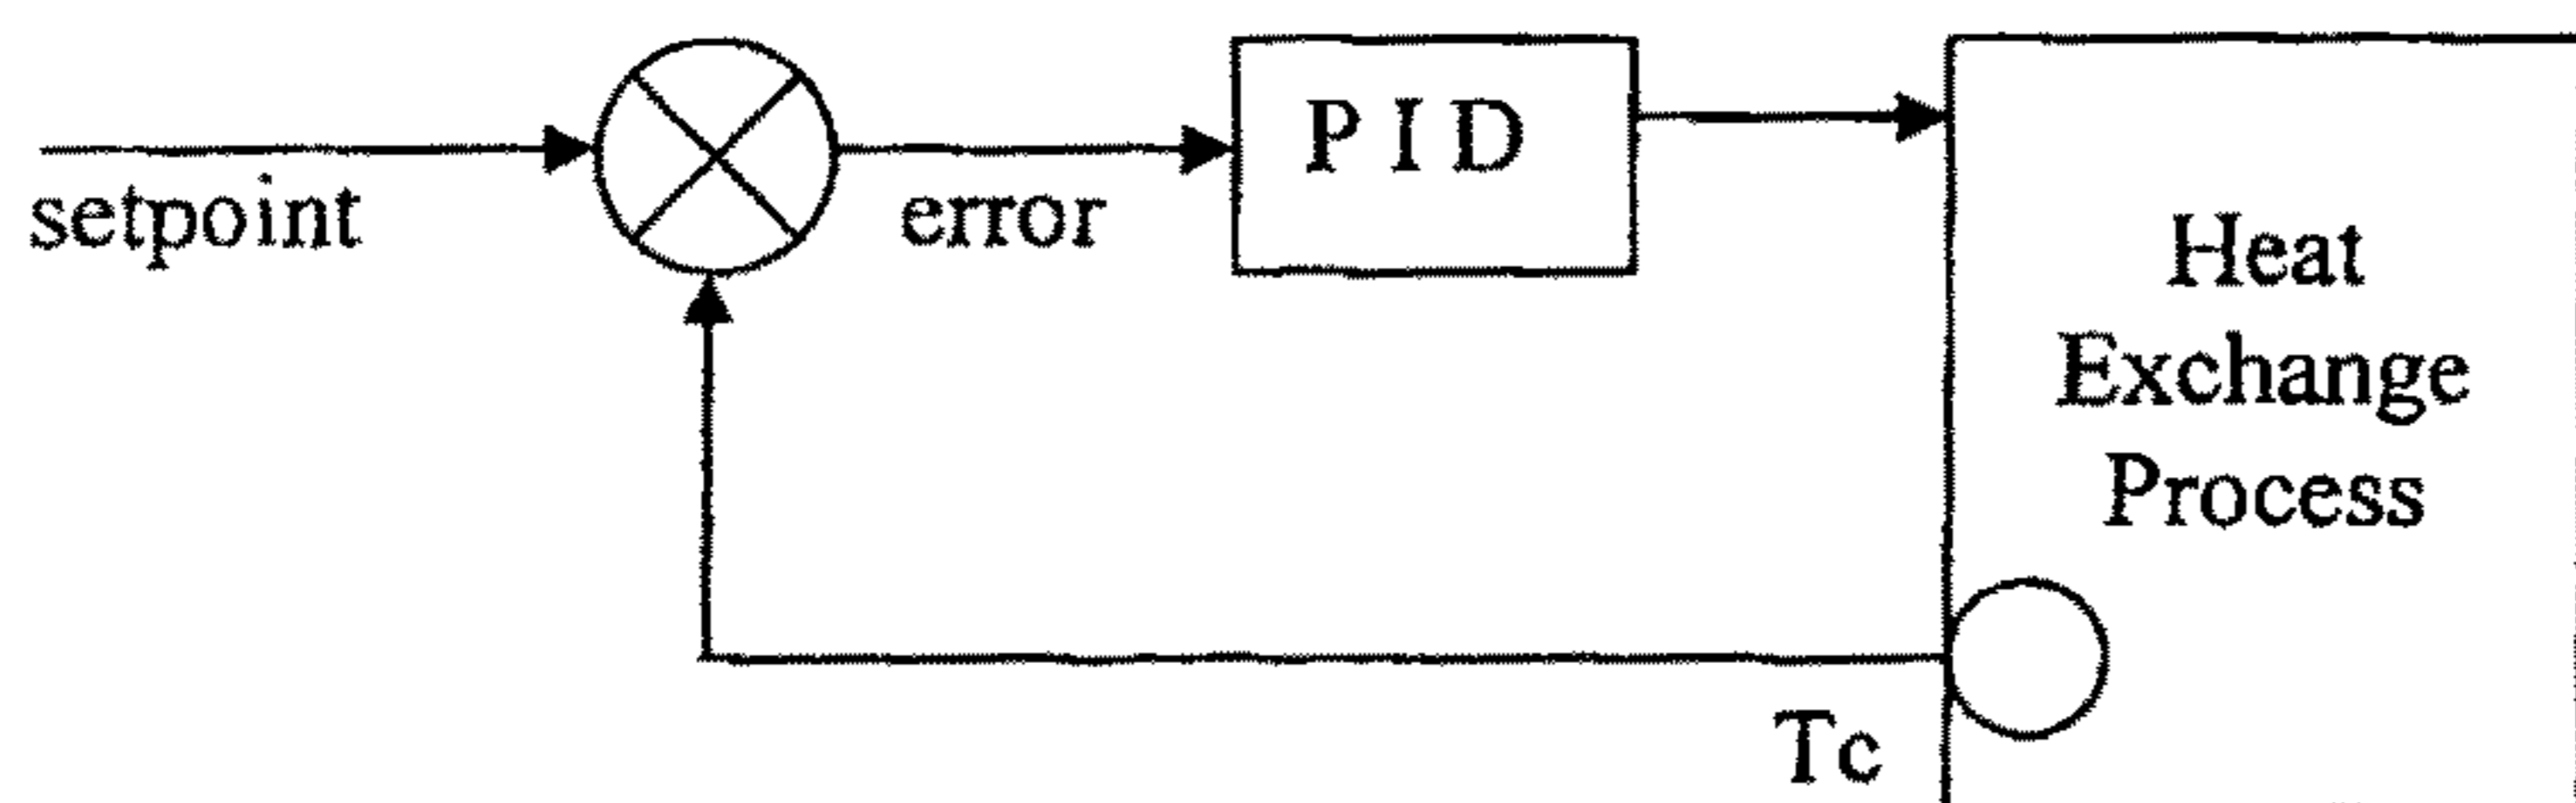 setpoint
error
P I D
Heat
Exchange
Process
Tc